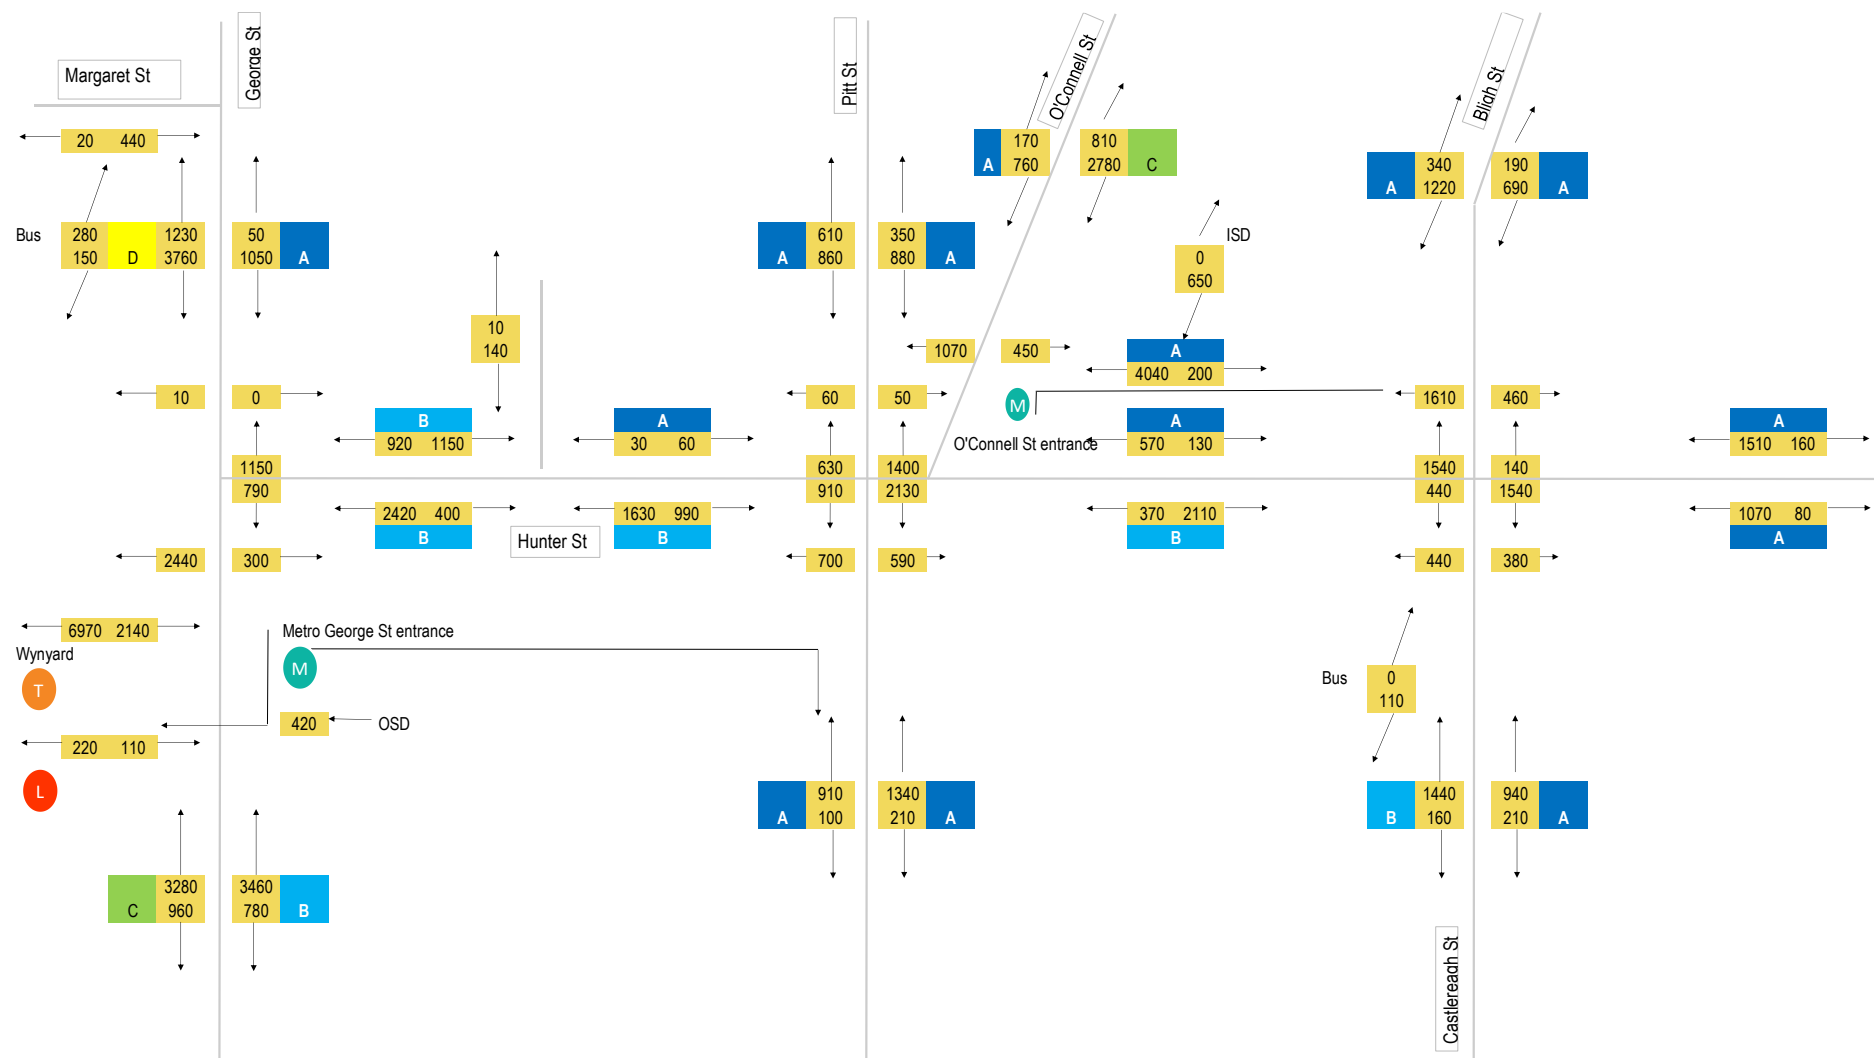 George St
Pitt St
O'Connell St
Bligh St
Margaret St
20 440
170
760
A
810
2780
C
340
1220
A
190
690
A
Bus
280
150
D
1230
3760
50
1050
A
610
860
A
350
880
A
ISD
0
650
10
140
1070
450
A
4040 200
10
0
60
50
M
1610
460
B
920 1150
A
30 60
O'Connell St entrance
A
570 130
A
1510 160
1150
790
630
910
1400
2130
1540
440
140
1540
2420 400
B
Hunter St
1630 990
B
370 2110
B
1070 80
A
2440
300
700
590
440
380
6970 2140
Metro George St entrance
Wynyard
T
M
Bus
0
110
420
OSD
220 110
L
A
910
100
1340
210
A
B
1440
160
940
210
A
C
3280
960
3460
780
B
Castlereagh St